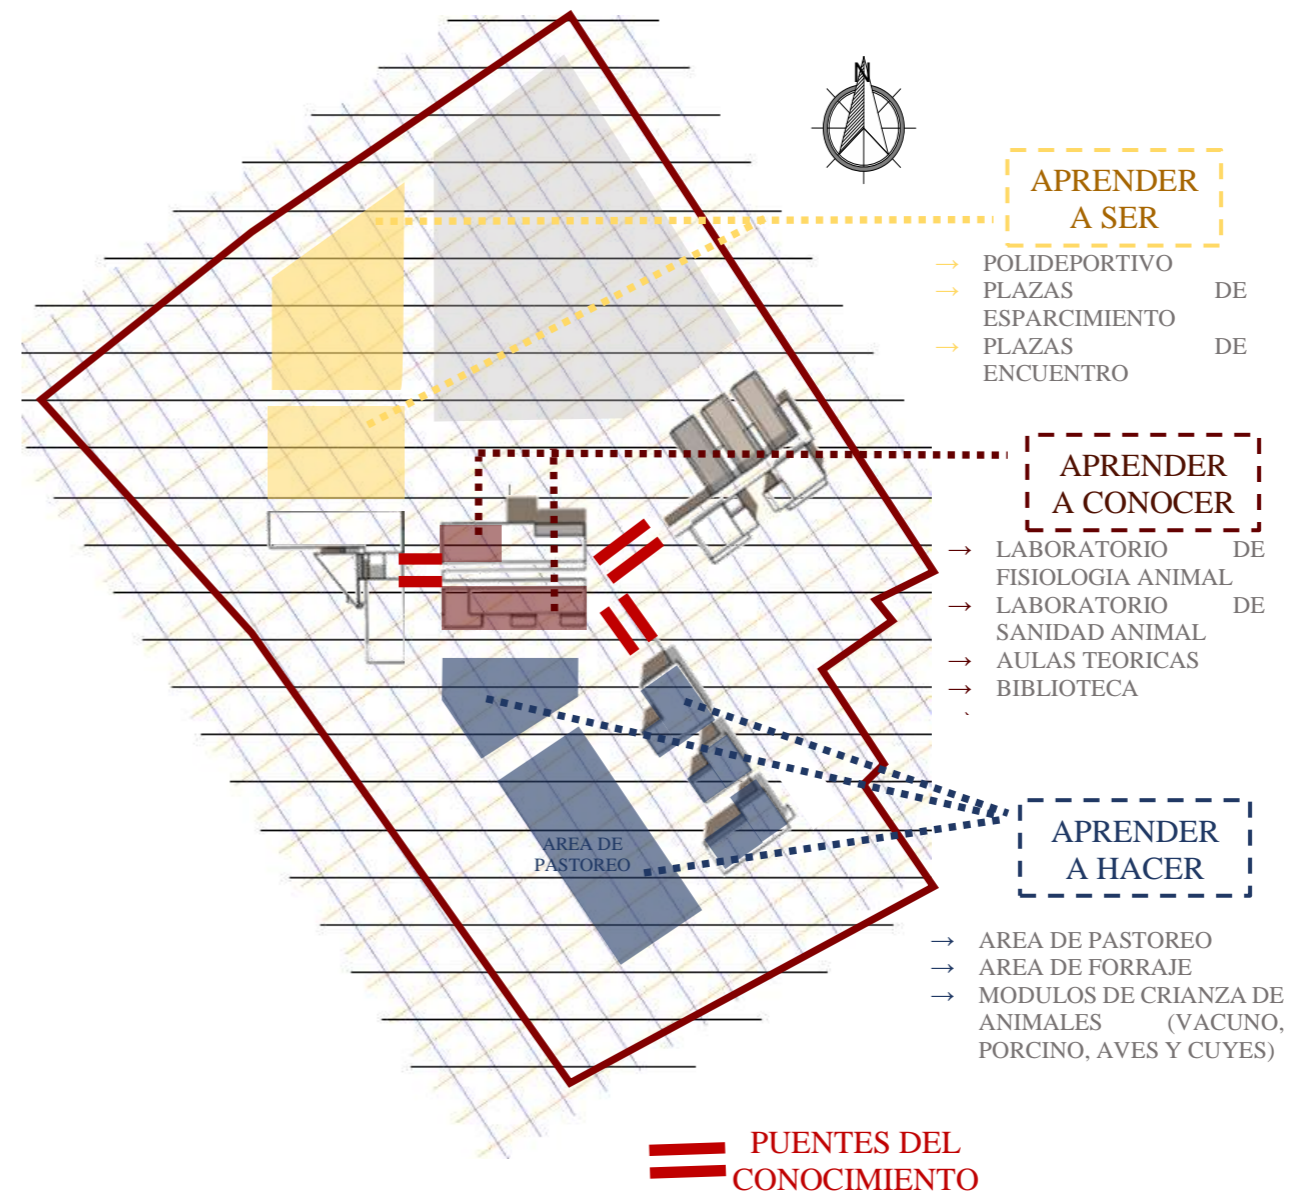 N
APRENDER
A SER
→ POLIDEPORTIVO
→ PLAZAS DE
ESPARCIMIENTO
→ PLAZAS DE
ENCUENTRO
APRENDER
A CONOCER
→ LABORATORIO DE
FISIOLOGIA ANIMAL
→ LABORATORIO DE
SANIDAD ANIMAL
→ AULAS TEORICAS
→ BIBLIOTECA
AREA DE
PASTOREO
APRENDER
A HACER
→ AREA DE PASTOREO
→ AREA DE FORRAJE
→ MODULOS DE CRIANZA DE
ANIMALES (VACUNO,
PORCINO, AVES Y CUYES)
PUENTES DEL
CONOCIMIENTO